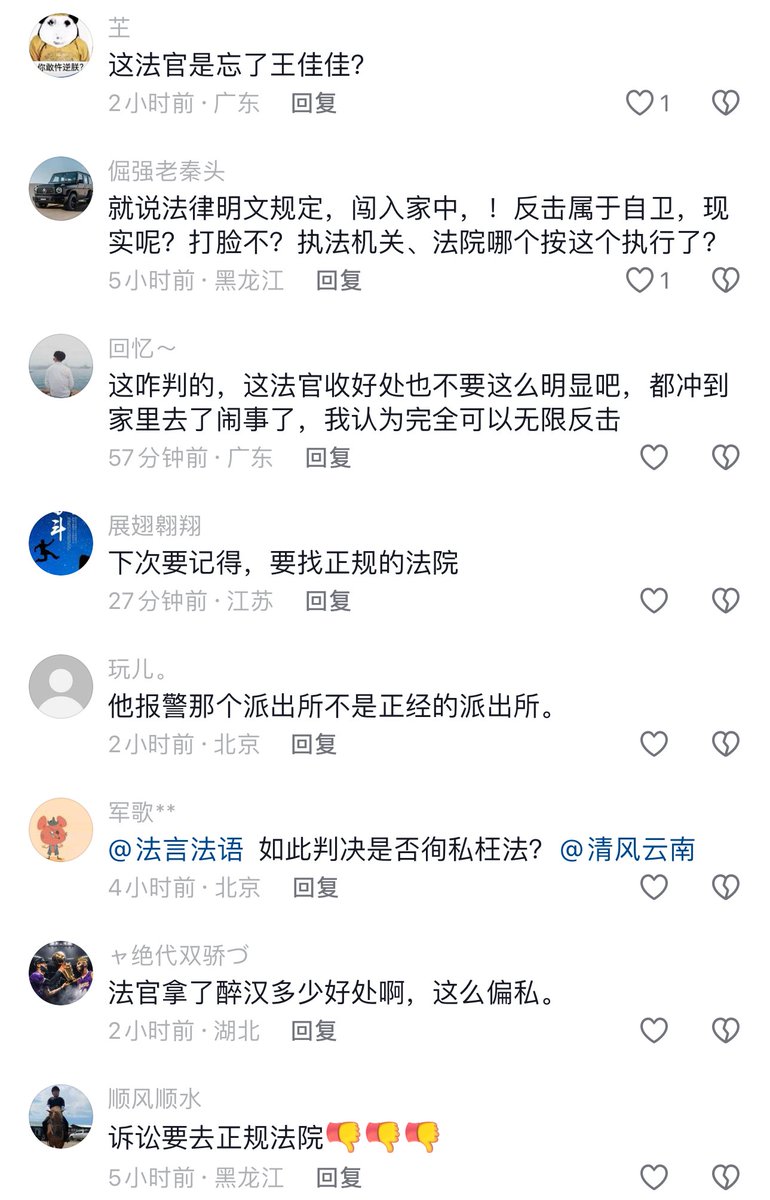 你敢忤逆朕?
芏
这法官是忘了王佳佳?
2小时前·广东 回复 1
倔强老秦头
就说法律明文规定，闯入家中，！反击属于自卫，现
实呢？打脸不？执法机关、法院哪个按这个执行了？
5小时前·黑龙江 回复 1
回忆～
这咋判的，这法官收好处也不要这么明显吧，都冲到
家里去了闹事了，我认为完全可以无限反击
57分钟前·广东 回复
斗
展翅翱翔
下次要记得，要找正规的法院
27分钟前·江苏 回复
玩儿。
他报警那个派出所不是正经的派出所。
2小时前·北京 回复
军歌**
@法言法语 如此判决是否徇私枉法？ @清风云南
4小时前·北京 回复
ャ绝代双骄づ
法官拿了醉汉多少好处啊，这么偏私。
2小时前·湖北 回复
顺风顺水
诉讼要去正规法院👎👎👎
5小时前·黑龙江 回复